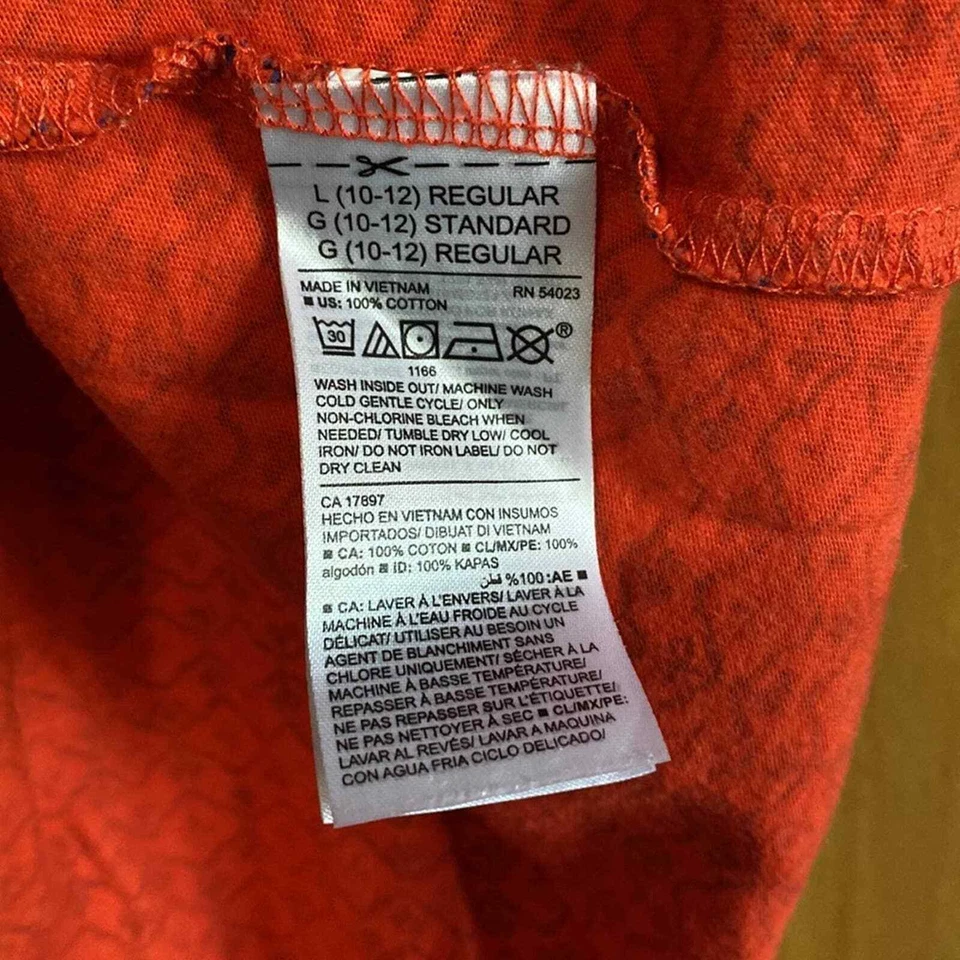 L (10-12) REGULAR
G (10-12) STANDARD
G (10-12) REGULAR
MADE IN VIETNAM RN 54023
US: 100% COTTON
30 ®
1166
WASH INSIDE OUT/ MACHINE WASH
COLD GENTLE CYCLE/ ONLY
NON-CHLORINE BLEACH WHEN
NEEDED/ TUMBLE DRY LOW/ COOL
IRON/ DO NOT IRON LABEL/ DO NOT
DRY CLEAN
CA 17897
HECHO EN VIETNAM CON INSUMOS
IMPORTADOS/ DIBUAT DI VIETNAM
CA: 100% COTON CL/MX/PE: 100%
algodón ID: 100% KAPAS
AE: 100% قطن
CA: LAVER À L'ENVERS/ LAVER À LA
MACHINE À L'EAU FROIDE AU CYCLE
DÉLICAT/ UTILISER AU BESOIN UN
AGENT DE BLANCHIMENT SANS
CHLORE UNIQUEMENT/ SÉCHER À LA
MACHINE À BASSE TEMPÉRATURE/
REPASSER À BASSE TEMPÉRATURE/
NE PAS REPASSER SUR L'ÉTIQUETTE/
NE PAS NETTOYER À SEC CL/MX/PE:
LAVAR AL REVÉS/ LAVAR A MAQUINA
CON AGUA FRIA CICLO DELICADO/